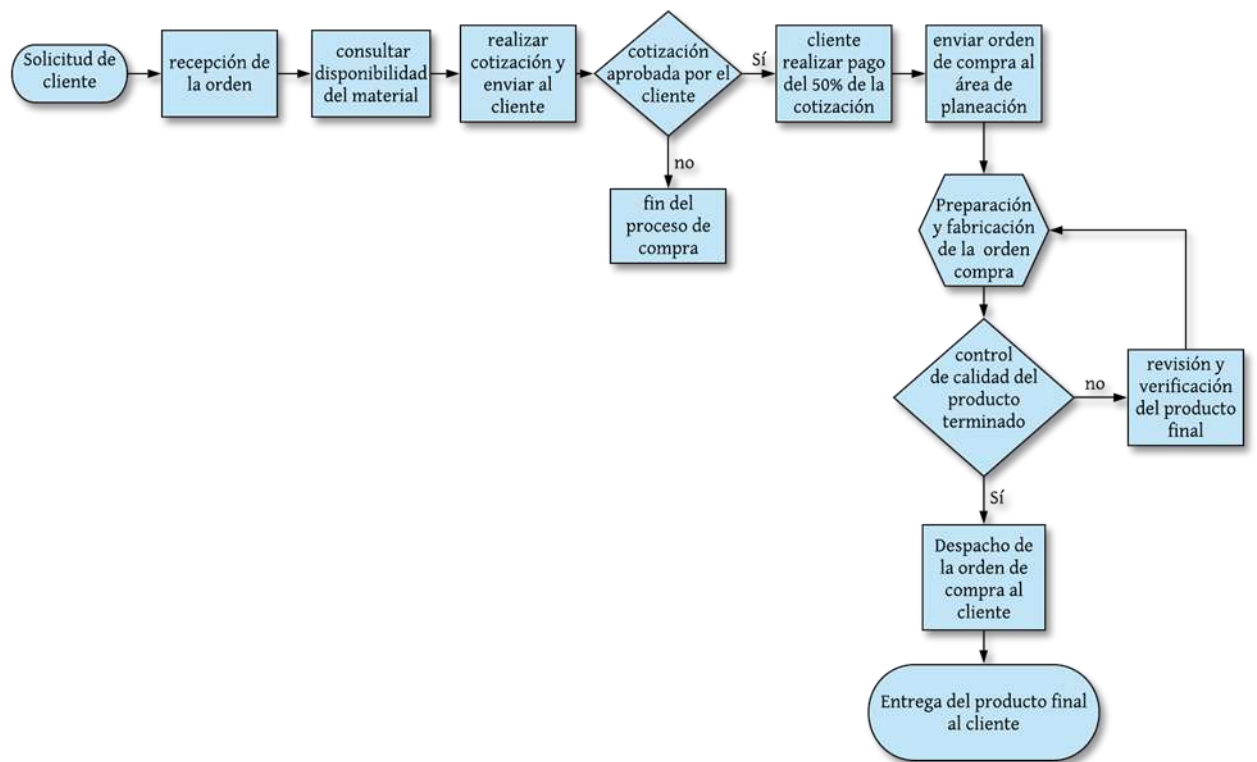 Solicitud de
cliente
recepción de
la orden
consultar
disponibilidad
del material
realizar
cotización y
enviar al
cliente
cotización
aprobada por el
cliente
Sí
cliente
realizar pago
del 50% de la
cotización
enviar orden
de compra al
área de
planeación
no
fin del
proceso de
compra
Preparación
y fabricación
de la orden
compra
control
de calidad del
producto
terminado
no
revisión y
verificación
del producto
final
Sí
Despacho de
la orden de
compra al
cliente
Entrega del producto final
al cliente